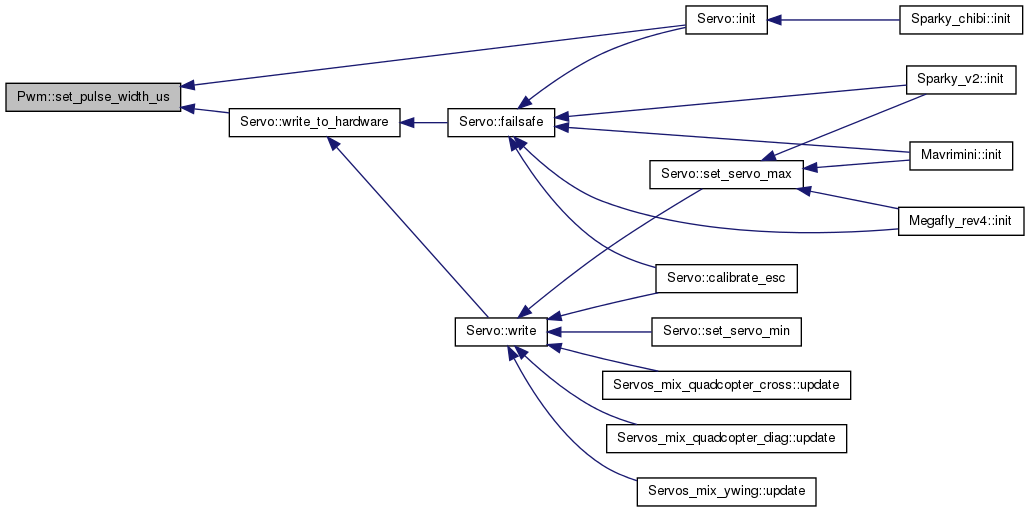 Pwm::set_pulse_width_us
Servo::write_to_hardware
Servo::init
Sparky_chibi::init
Servo::failsafe
Sparky_v2::init
Mavrimini::init
Servo::set_servo_max
Megafly_rev4::init
Servo::calibrate_esc
Servo::write
Servo::set_servo_min
Servos_mix_quadcopter_cross::update
Servos_mix_quadcopter_diag::update
Servos_mix_ywing::update